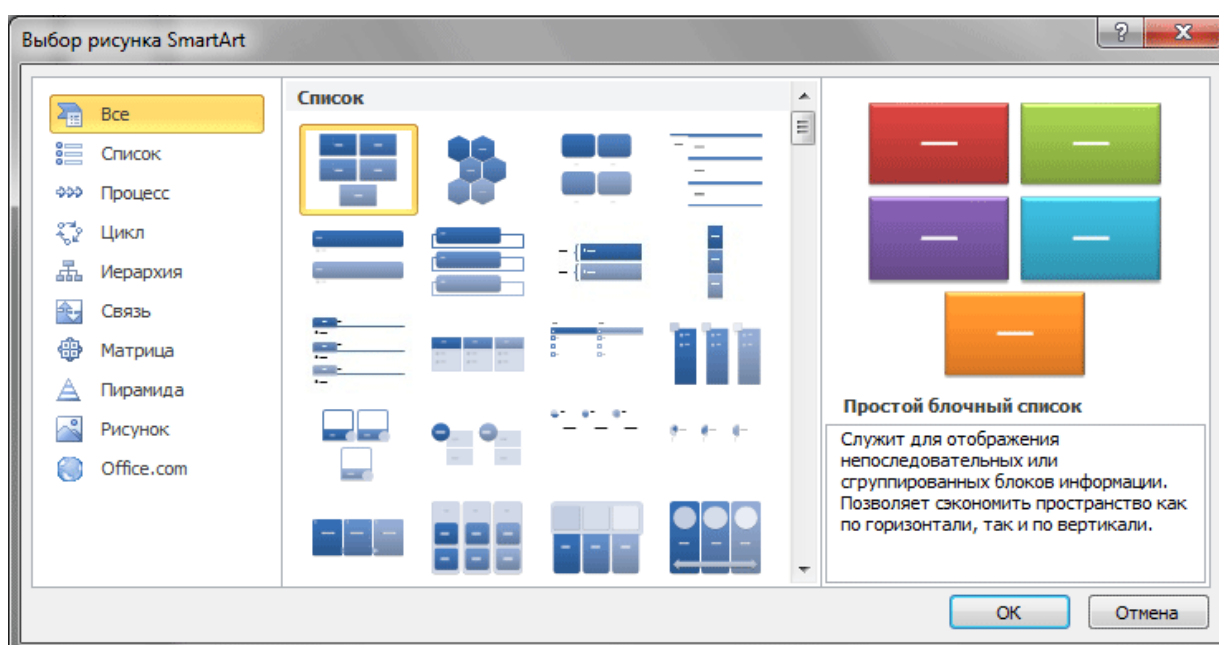 Выбор рисунка SmartArt
Все
Список
Процесс
Цикл
Иерархия
Связь
Матрица
Пирамида
Рисунок
Office.com
Список
Простой блочный список
Служит для отображения
непоследовательных или
сгруппированных блоков информации.
Позволяет сэкономить пространство как
по горизонтали, так и по вертикали.
ОК
Отмена